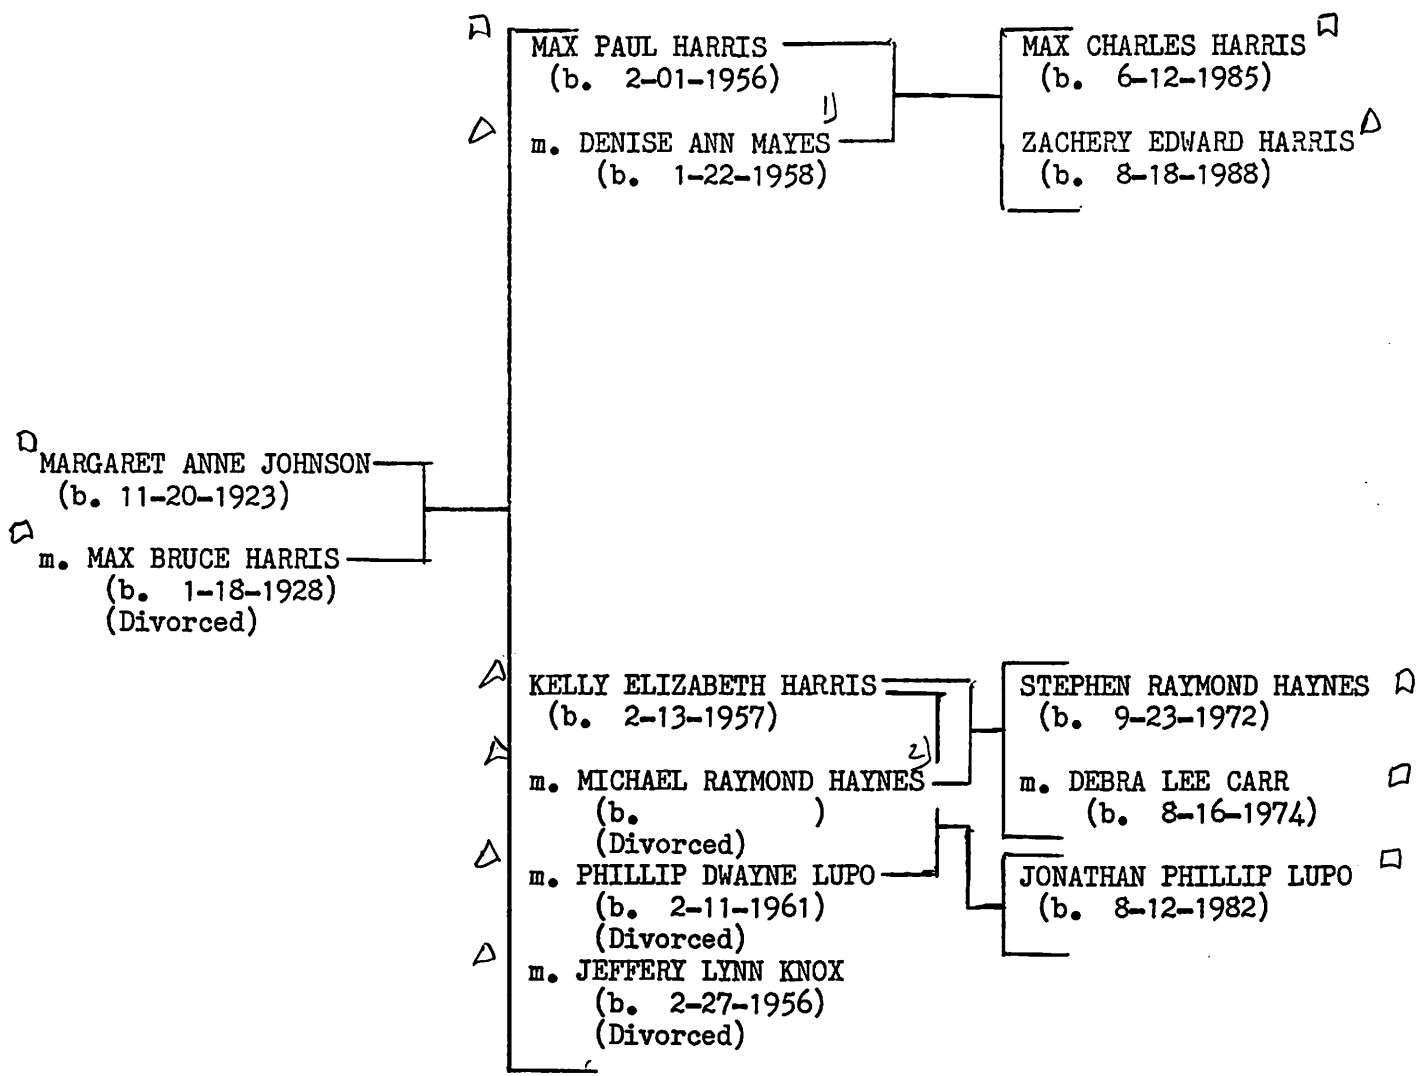 MAX PAUL HARRIS
(b. 2-01-1956)
1)
m. DENISE ANN MAYES
(b. 1-22-1958)
MAX CHARLES HARRIS
(b. 6-12-1985)
ZACHERY EDWARD HARRIS
(b. 8-18-1988)
MARGARET ANNE JOHNSON
(b. 11-20-1923)
m. MAX BRUCE HARRIS
(b. 1-18-1928)
(Divorced)
KELLY ELIZABETH HARRIS
(b. 2-13-1957)
2)
m. MICHAEL RAYMOND HAYNES
(b. )
(Divorced)
m. PHILLIP DWAYNE LUPO
(b. 2-11-1961)
(Divorced)
m. JEFFERY LYNN KNOX
(b. 2-27-1956)
(Divorced)
STEPHEN RAYMOND HAYNES
(b. 9-23-1972)
m. DEBRA LEE CARR
(b. 8-16-1974)
JONATHAN PHILLIP LUPO
(b. 8-12-1982)